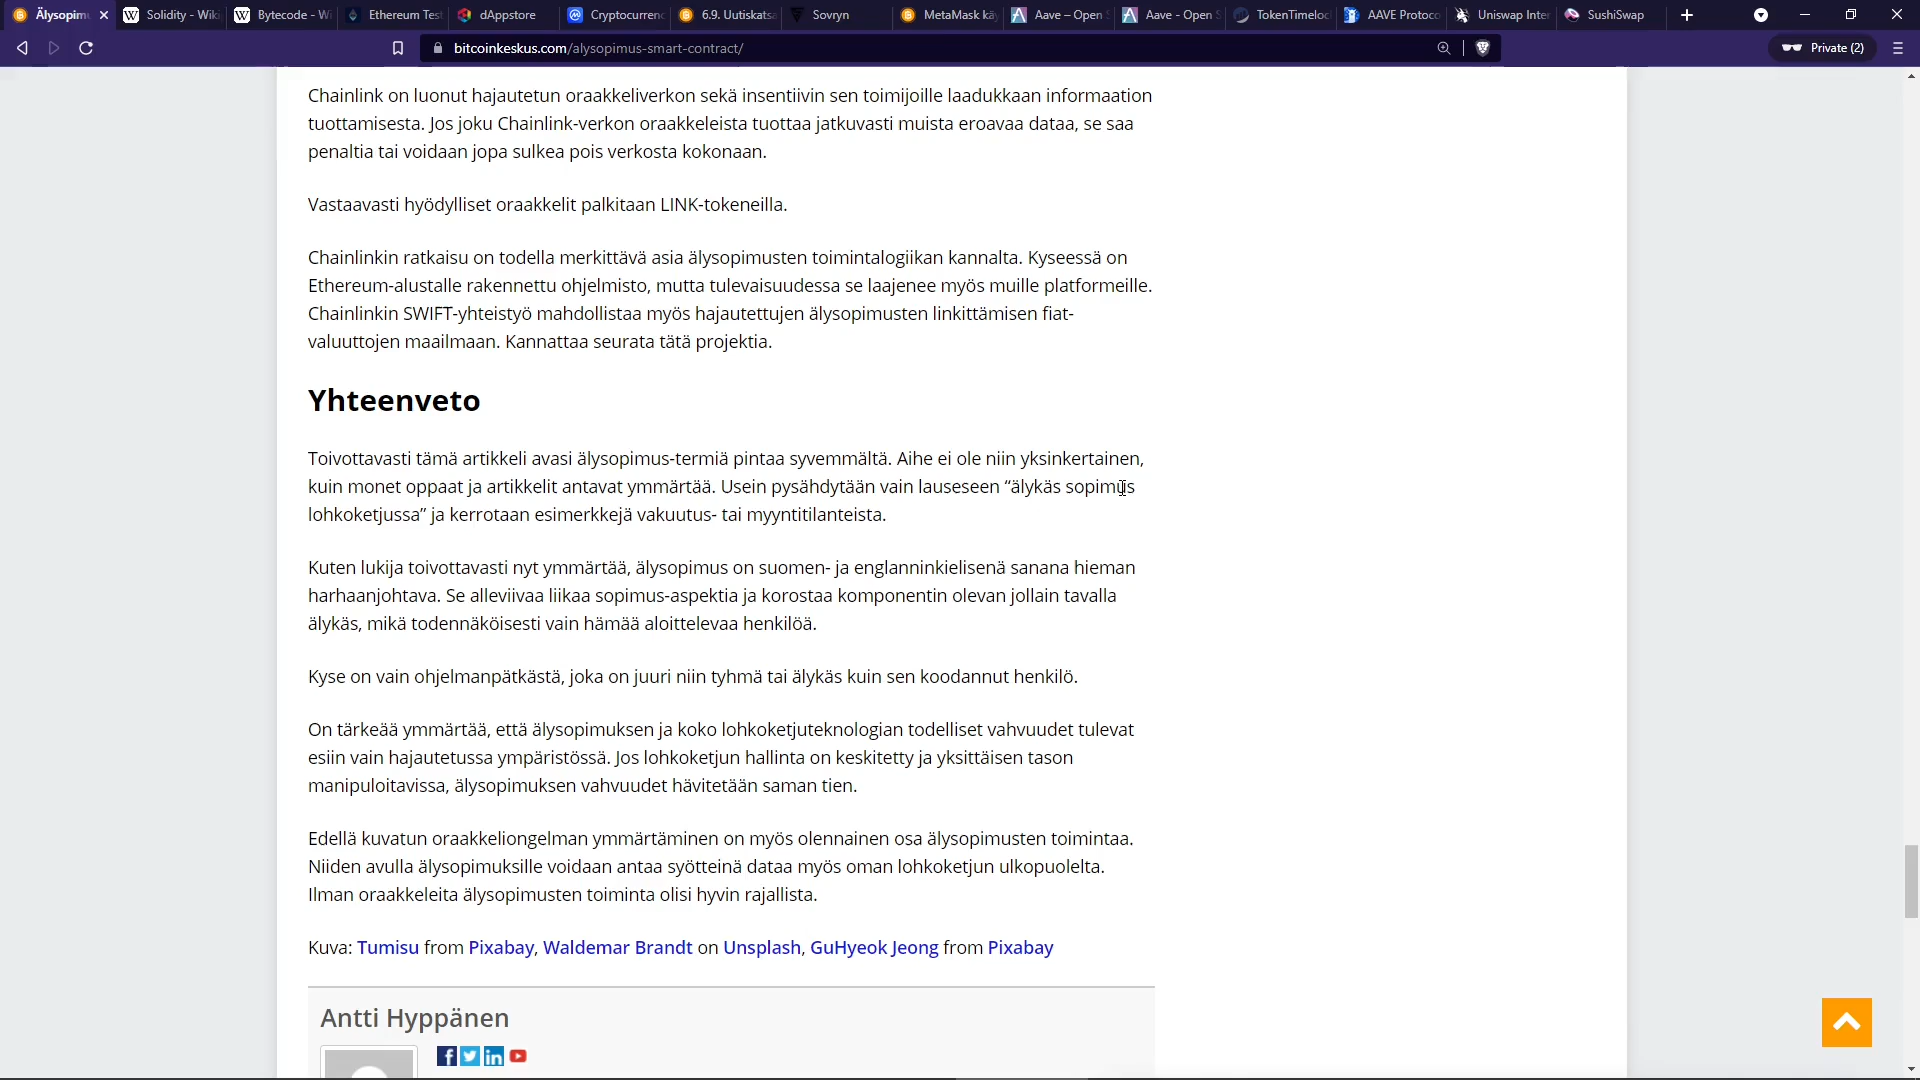 Älysopim
Solidity - Wiki
Bytecode - Wi
Ethereum Tes
dAppstore
Cryptocurrenc
6.9. Uutiskatsa
Sovryn
MetaMask kä
Aave – Open S
Aave - Open S
TokenTimeloc
AAVE Protoco
Uniswap Inter
SushiSwap
bitcoinkeskus.com/alysopimus-smart-contract/
Private (2)
Chainlink on luonut hajautetun oraakkeliverkon sekä insentiivin sen toimijoille laadukkaan informaation
tuottamisesta. Jos joku Chainlink-verkon oraakkeleista tuottaa jatkuvasti muista eroavaa dataa, se saa
penaltia tai voidaan jopa sulkea pois verkosta kokonaan.
Vastaavasti hyödylliset oraakkelit palkitaan LINK-tokeneilla.
Chainlinkin ratkaisu on todella merkittävä asia älysopimusten toimintalogiikan kannalta. Kyseessä on
Ethereum-alustalle rakennettu ohjelmisto, mutta tulevaisuudessa se laajenee myös muille platformeille.
Chainlinkin SWIFT-yhteistyö mahdollistaa myös hajautettujen älysopimusten linkittämisen fiat-
valuuttojen maailmaan. Kannattaa seurata tätä projektia.
Yhteenveto
Toivottavasti tämä artikkeli avasi älysopimus-termiä pintaa syvemmältä. Aihe ei ole niin yksinkertainen,
kuin monet oppaat ja artikkelit antavat ymmärtää. Usein pysähdytään vain lauseseen “älykäs sopimus
lohkoketjussa” ja kerrotaan esimerkkejä vakuutus- tai myyntitilanteista.
Kuten lukija toivottavasti nyt ymmärtää, älysopimus on suomen- ja englanninkielisenä sanana hieman
harhaanjohtava. Se alleviivaa liikaa sopimus-aspektia ja korostaa komponentin olevan jollain tavalla
älykäs, mikä todennäköisesti vain hämää aloittelevaa henkilöä.
Kyse on vain ohjelmanpätkästä, joka on juuri niin tyhmä tai älykäs kuin sen koodannut henkilö.
On tärkeää ymmärtää, että älysopimuksen ja koko lohkoketjuteknologian todelliset vahvuudet tulevat
esiin vain hajautetussa ympäristössä. Jos lohkoketjun hallinta on keskitetty ja yksittäisen tason
manipuloitavissa, älysopimuksen vahvuudet hävitetään saman tien.
Edellä kuvatun oraakkeliongelman ymmärtäminen on myös olennainen osa älysopimusten toimintaa.
Niiden avulla älysopimuksille voidaan antaa syötteinä dataa myös oman lohkoketjun ulkopuolelta.
Ilman oraakkeleita älysopimusten toiminta olisi hyvin rajallista.
Kuva: Tumisu from Pixabay, Waldemar Brandt on Unsplash, GuHyeok Jeong from Pixabay
Antti Hyppänen